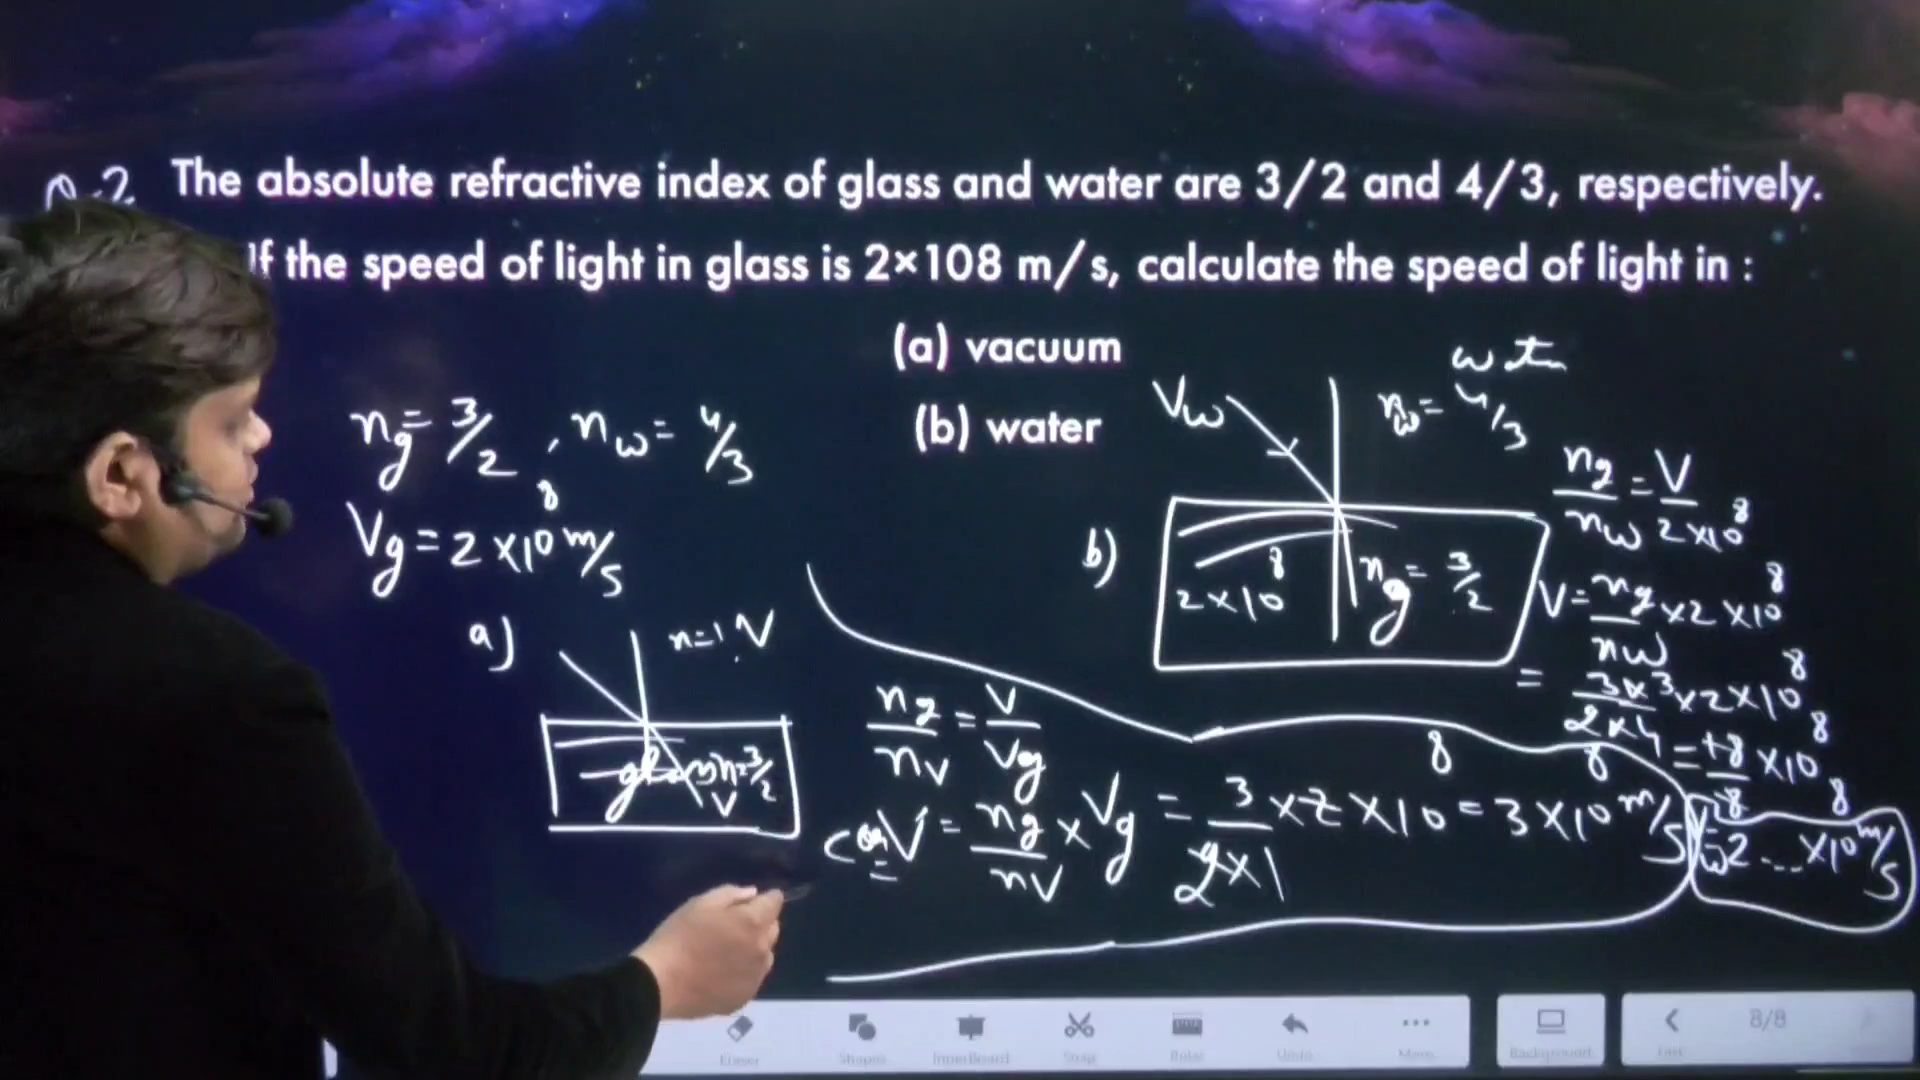 Q-2 The absolute refractive index of glass and water are 3/2 and 4/3, respectively.
If the speed of light in glass is 2×108 m/s, calculate the speed of light in :
(a) vacuum
(b) water
ng = 3/2 , nw = 4/3
Vg = 2 × 10^8 m/s
a)
n=1 V
n=3/2
V
ng/nv = V/Vg
V = ng/nv × Vg = 3/2×1 × 2 × 10^8 = 3 × 10^8 m/s
b)
Vw
nw = 4/3
2 × 10^8
ng = 3/2
ng/nw = V/2×10^8
V = ng/nw × 2 × 10^8
= 3×3/2×4 × 2 × 10^8
2 ... × 10^8 m/s
Eraser
Shapes
InnerBoard
Snap
Ruler
Undo
More
Background
8/8